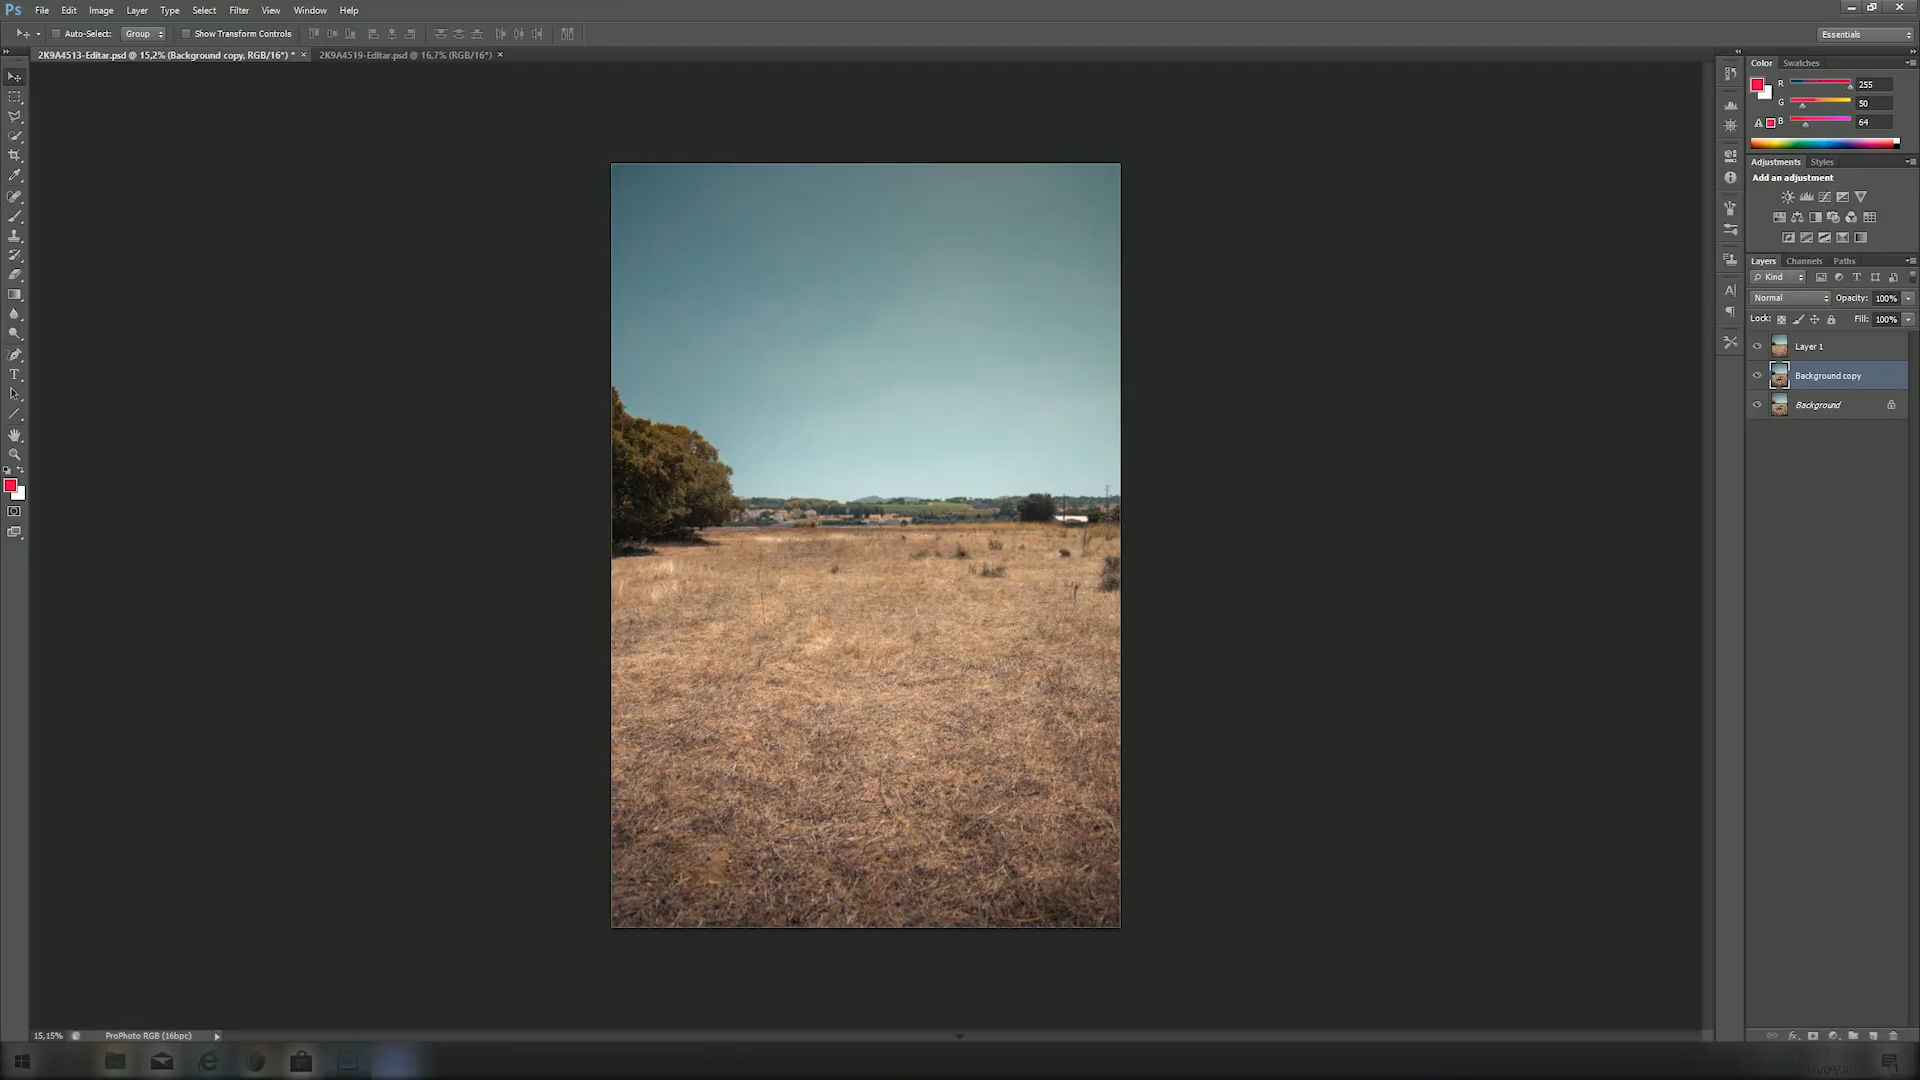 Ps File Edit Image Layer Type Select Filter View Window Help
Auto-Select: Group Show Transform Controls Essentials
2K9A4513-Editar.psd @ 15,2% (Background copy, RGB/16*) * × 2K9A4519-Editar.psd @ 16,7% (RGB/16*) ×
Color Swatches
R 255
G 50
B 64
Adjustments Styles
Add an adjustment
Layers Channels Paths
Kind
Normal Opacity: 100%
Lock: Fill: 100%
Layer 1
Background copy
Background
15,15% ProPhoto RGB (16bpc)